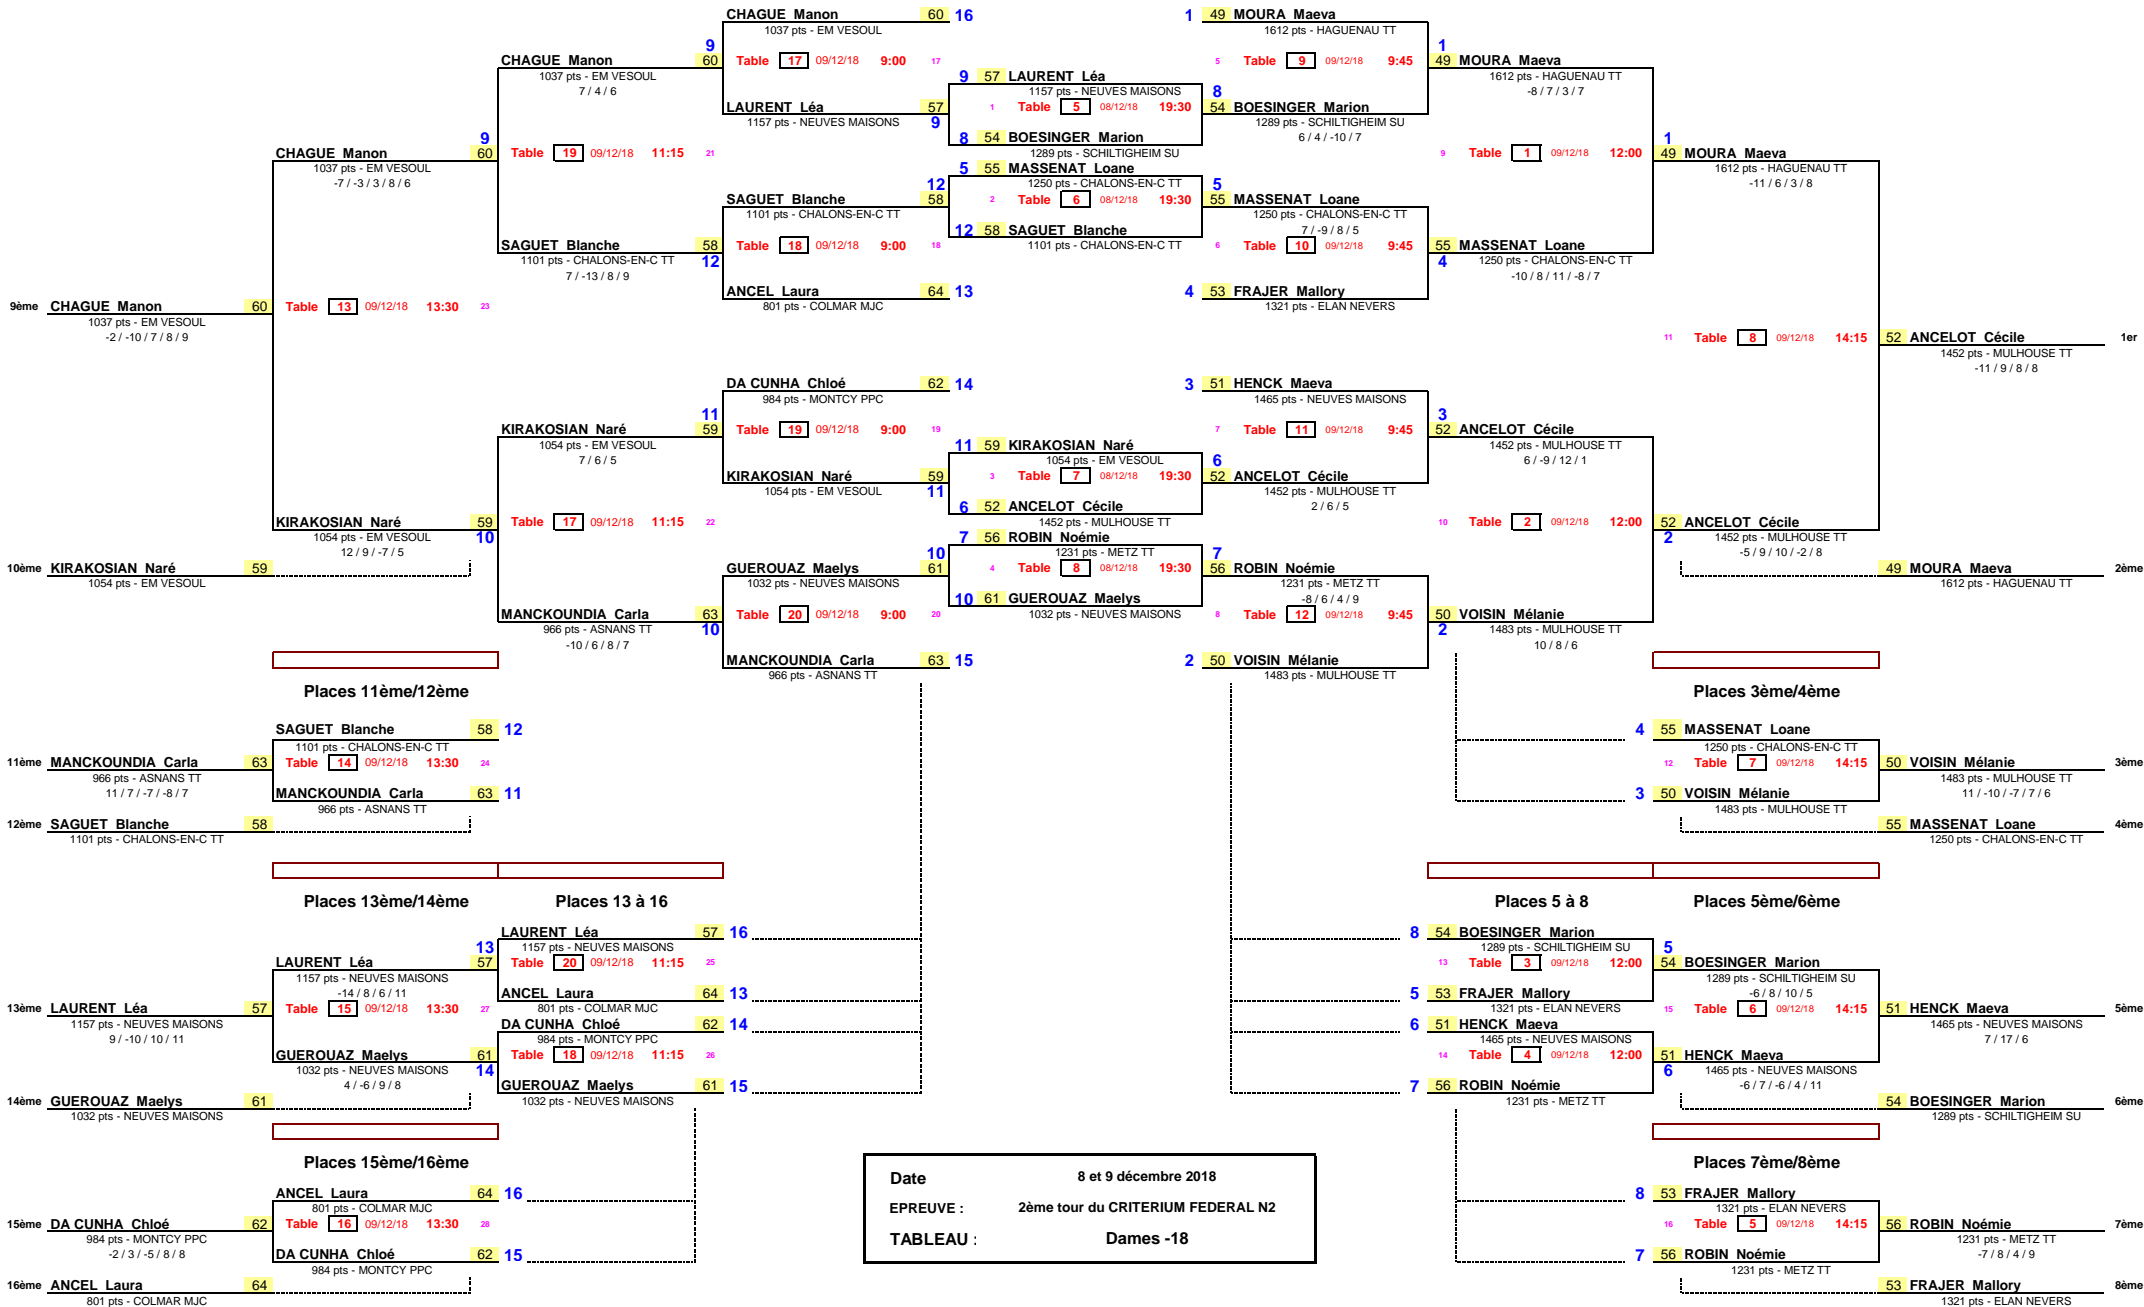 CHAGUE Manon 60 16 1 49 MOURA Maeva
1037 pts - EM VESOUL 1612 pts - HAGUENAU TT
9 1
CHAGUE Manon 60 Table 17 09/12/18 9:00 17 5 Table 9 09/12/18 9:45 49 MOURA Maeva
1037 pts - EM VESOUL 9 57 LAURENT Léa 1612 pts - HAGUENAU TT
7 / 4 / 6 1157 pts - NEUVES MAISONS 8 -8 / 7 / 3 / 7
LAURENT Léa 57 1 Table 5 08/12/18 19:30 54 BOESINGER Marion
1157 pts - NEUVES MAISONS 9 1289 pts - SCHILTIGHEIM SU
9 8 54 BOESINGER Marion 6 / 4 / -10 / 7 1
CHAGUE Manon 60 Table 19 09/12/18 11:15 21 1289 pts - SCHILTIGHEIM SU 9 Table 1 09/12/18 12:00 49 MOURA Maeva
1037 pts - EM VESOUL 5 55 MASSENAT Loane 1612 pts - HAGUENAU TT
-7 / -3 / 3 / 8 / 6 12 1250 pts - CHALONS-EN-C TT 5 -11 / 6 / 3 / 8
SAGUET Blanche 58 2 Table 6 08/12/18 19:30 55 MASSENAT Loane
1101 pts - CHALONS-EN-C TT 1250 pts - CHALONS-EN-C TT
12 58 SAGUET Blanche 7 / -9 / 8 / 5
SAGUET Blanche 58 Table 18 09/12/18 9:00 18 1101 pts - CHALONS-EN-C TT 6 Table 10 09/12/18 9:45 55 MASSENAT Loane
1101 pts - CHALONS-EN-C TT 12 4 1250 pts - CHALONS-EN-C TT
7 / -13 / 8 / 9 -10 / 8 / 11 / -8 / 7
ANCEL Laura 64 13 4 53 FRAJER Mallory
9ème CHAGUE Manon 60 Table 13 09/12/18 13:30 23 801 pts - COLMAR MJC 1321 pts - ELAN NEVERS
1037 pts - EM VESOUL
-2 / -10 / 7 / 8 / 9 11 Table 8 09/12/18 14:15 52 ANCELOT Cécile 1er
1452 pts - MULHOUSE TT
-11 / 9 / 8 / 8
DA CUNHA Chloé 62 14 3 51 HENCK Maeva
984 pts - MONTCY PPC 1465 pts - NEUVES MAISONS
11 3
KIRAKOSIAN Naré 59 Table 19 09/12/18 9:00 19 7 Table 11 09/12/18 9:45 52 ANCELOT Cécile
1054 pts - EM VESOUL 11 59 KIRAKOSIAN Naré 1452 pts - MULHOUSE TT
7 / 6 / 5 1054 pts - EM VESOUL 6 6 / -9 / 12 / 1
KIRAKOSIAN Naré 59 3 Table 7 08/12/18 19:30 52 ANCELOT Cécile
1054 pts - EM VESOUL 11 1452 pts - MULHOUSE TT
6 52 ANCELOT Cécile 2 / 6 / 5
KIRAKOSIAN Naré 59 Table 17 09/12/18 11:15 22 1452 pts - MULHOUSE TT 10 Table 2 09/12/18 12:00 52 ANCELOT Cécile
1054 pts - EM VESOUL 10 7 56 ROBIN Noémie 2 1452 pts - MULHOUSE TT
12 / 9 / -7 / 5 10 1231 pts - METZ TT 7 -5 / 9 / 10 / -2 / 8
10ème KIRAKOSIAN Naré 59 GUEROUAZ Maelys 61 4 Table 8 08/12/18 19:30 56 ROBIN Noémie 49 MOURA Maeva 2ème
1054 pts - EM VESOUL 1032 pts - NEUVES MAISONS 1231 pts - METZ TT 1612 pts - HAGUENAU TT
10 61 GUEROUAZ Maelys -8 / 6 / 4 / 9
MANCKOUNDIA Carla 63 Table 20 09/12/18 9:00 20 1032 pts - NEUVES MAISONS 8 Table 12 09/12/18 9:45 50 VOISIN Mélanie
966 pts - ASNANS TT 10 2 1483 pts - MULHOUSE TT
-10 / 6 / 8 / 7 10 / 8 / 6
MANCKOUNDIA Carla 63 15 2 50 VOISIN Mélanie
966 pts - ASNANS TT 1483 pts - MULHOUSE TT
Places 11ème/12ème Places 3ème/4ème
SAGUET Blanche 58 12 4 55 MASSENAT Loane
1101 pts - CHALONS-EN-C TT 1250 pts - CHALONS-EN-C TT
11ème MANCKOUNDIA Carla 63 Table 14 09/12/18 13:30 24 12 Table 7 09/12/18 14:15 50 VOISIN Mélanie 3ème
966 pts - ASNANS TT 1483 pts - MULHOUSE TT
11 / 7 / -7 / -8 / 7 MANCKOUNDIA Carla 63 11 3 50 VOISIN Mélanie 11 / -10 / -7 / 7 / 6
966 pts - ASNANS TT 1483 pts - MULHOUSE TT
12ème SAGUET Blanche 58 55 MASSENAT Loane 4ème
1101 pts - CHALONS-EN-C TT 1250 pts - CHALONS-EN-C TT
Places 13ème/14ème Places 13 à 16 Places 5 à 8 Places 5ème/6ème
LAURENT Léa 57 16 8 54 BOESINGER Marion
13 1157 pts - NEUVES MAISONS 1289 pts - SCHILTIGHEIM SU 5
LAURENT Léa 57 Table 20 09/12/18 11:15 25 13 Table 3 09/12/18 12:00 54 BOESINGER Marion
1157 pts - NEUVES MAISONS 1289 pts - SCHILTIGHEIM SU
-14 / 8 / 6 / 11 ANCEL Laura 64 13 5 53 FRAJER Mallory -6 / 8 / 10 / 5
13ème LAURENT Léa 57 Table 15 09/12/18 13:30 27 801 pts - COLMAR MJC 1321 pts - ELAN NEVERS 15 Table 6 09/12/18 14:15 51 HENCK Maeva 5ème
1157 pts - NEUVES MAISONS DA CUNHA Chloé 62 14 6 51 HENCK Maeva 1465 pts - NEUVES MAISONS
9 / -10 / 10 / 11 984 pts - MONTCY PPC 1465 pts - NEUVES MAISONS 7 / 17 / 6
GUEROUAZ Maelys 61 Table 18 09/12/18 11:15 26 14 Table 4 09/12/18 12:00 51 HENCK Maeva
1032 pts - NEUVES MAISONS 14 6 1465 pts - NEUVES MAISONS
4 / -6 / 9 / 8 GUEROUAZ Maelys 61 15 7 56 ROBIN Noémie -6 / 7 / -6 / 4 / 11
14ème GUEROUAZ Maelys 61 1032 pts - NEUVES MAISONS 1231 pts - METZ TT 54 BOESINGER Marion 6ème
1032 pts - NEUVES MAISONS 1289 pts - SCHILTIGHEIM SU
Places 15ème/16ème Places 7ème/8ème
Date 8 et 9 décembre 2018
ANCEL Laura 64 16 8 53 FRAJER Mallory
801 pts - COLMAR MJC EPREUVE : 2ème tour du CRITERIUM FEDERAL N2 1321 pts - ELAN NEVERS
15ème DA CUNHA Chloé 62 Table 16 09/12/18 13:30 28 16 Table 5 09/12/18 14:15 56 ROBIN Noémie 7ème
984 pts - MONTCY PPC TABLEAU : Dames -18 1231 pts - METZ TT
-2 / 3 / -5 / 8 / 8 DA CUNHA Chloé 62 15 7 56 ROBIN Noémie -7 / 8 / 4 / 9
984 pts - MONTCY PPC 1231 pts - METZ TT
16ème ANCEL Laura 64 53 FRAJER Mallory 8ème
801 pts - COLMAR MJC 1321 pts - ELAN NEVERS